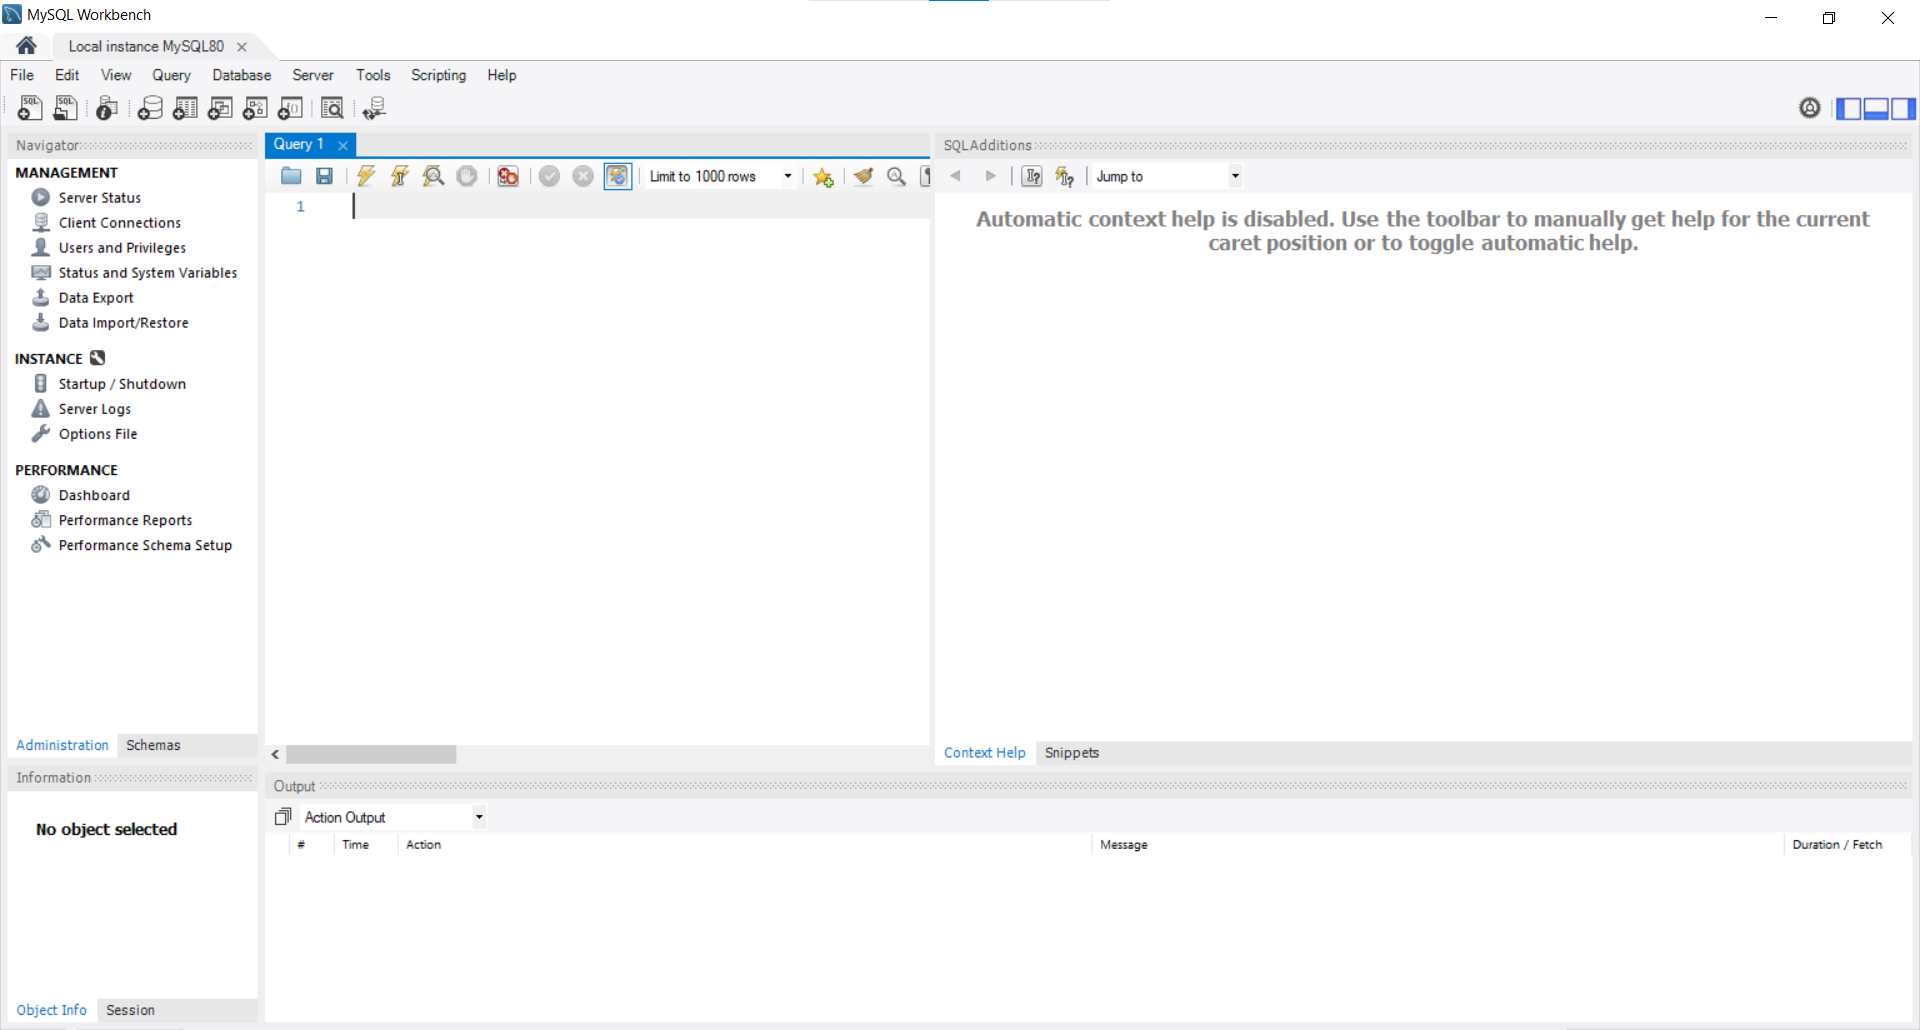 MySQL Workbench
Local instance MySQL80
File Edit View Query Database Server Tools Scripting Help
Navigator
MANAGEMENT
Server Status
Client Connections
Users and Privileges
Status and System Variables
Data Export
Data Import/Restore
INSTANCE
Startup / Shutdown
Server Logs
Options File
PERFORMANCE
Dashboard
Performance Reports
Performance Schema Setup
Administration Schemas
Information
No object selected
Object Info Session
Query 1
Limit to 1000 rows
1
SQLAdditions
Jump to
Automatic context help is disabled. Use the toolbar to manually get help for the current
caret position or to toggle automatic help.
Context Help Snippets
Output
Action Output
# Time Action Message Duration / Fetch